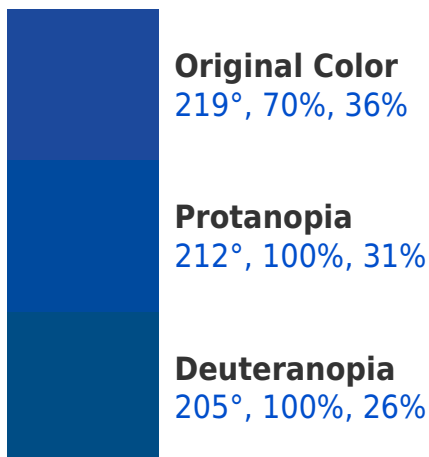 Original Color
219°, 70%, 36%
Protanopia
212°, 100%, 31%
Deuteranopia
205°, 100%, 26%